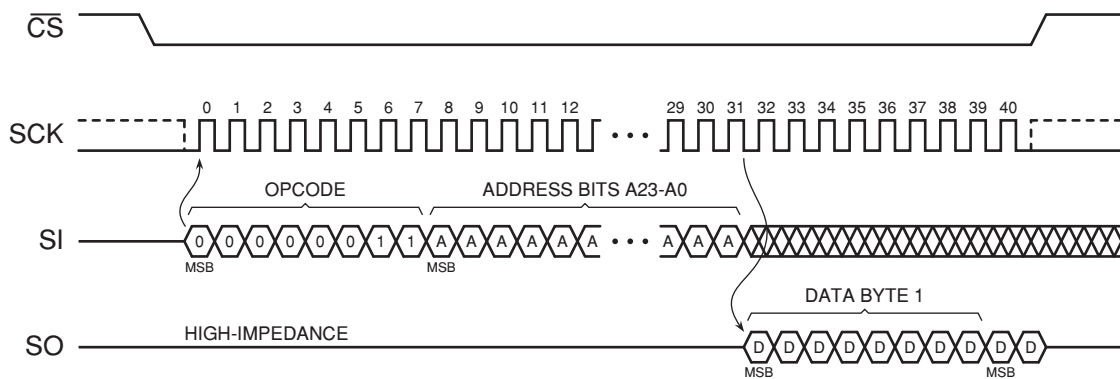 CS
0 1 2 3 4 5 6 7 8 9 10 11 12 29 30 31 32 33 34 35 36 37 38 39 40
SCK
OPCODE ADDRESS BITS A23-A0
SI 0 0 0 0 0 0 1 1 A A A A A A A A A
MSB MSB
DATA BYTE 1
HIGH-IMPEDANCE
SO D D D D D D D D D D
MSB MSB